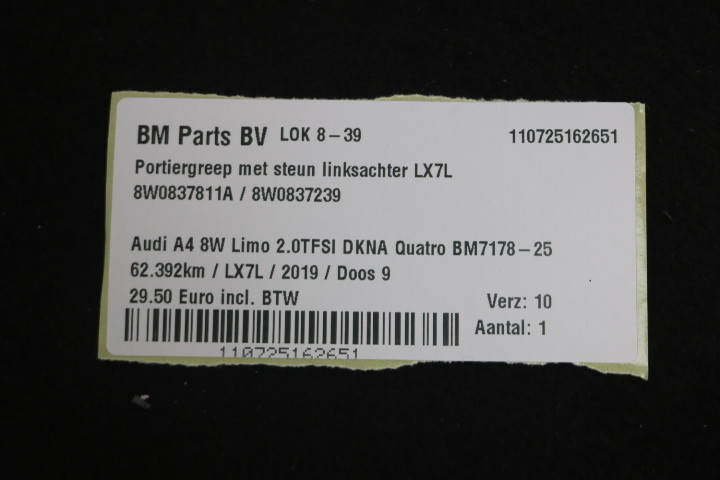 BM Parts BV LOK 8-39 110725162651
Portiergreep met steun linksachter LX7L
8W0837811A / 8W0837239
Audi A4 8W Limo 2.0TFSI DKNA Quatro BM7178-25
62.392km / LX7L / 2019 / Doos 9
29.50 Euro incl. BTW Verz: 10
Aantal: 1
110725162651